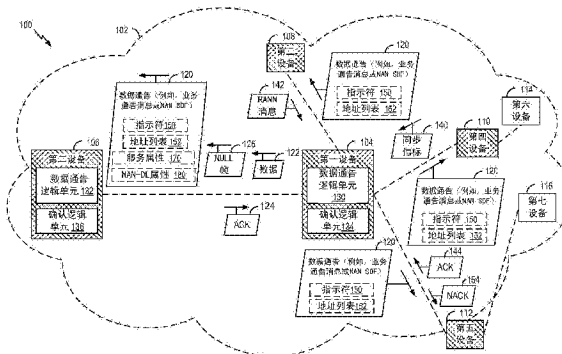 100
102
120
数据通告（例如，业务
通告消息或NAN SDF）
指示符 150
地址列表 152
服务属性 170
NAN-DL属性 180
106
第二设备
数据通告
逻辑单元 132
确认逻辑
单元 136
108
第三
设备
142
RANN
消息
120
数据通告（例如，业务
通告消息或NAN SDF）
指示符 150
地址列表 152
126
NULL
帧
122
数据
124
ACK
104
第一设备
数据通告
逻辑单元 130
确认逻辑
单元 134
140
同步
信标
110
第四
设备
114
第六
设备
120
数据通告（例如，业务
通告消息或NAN SDF）
指示符 150
地址列表 152
116
第七
设备
120
数据通告（例如，业务
通告消息或NAN SDF）
指示符 150
地址列表 152
144
ACK
154
NACK
112
第五
设备